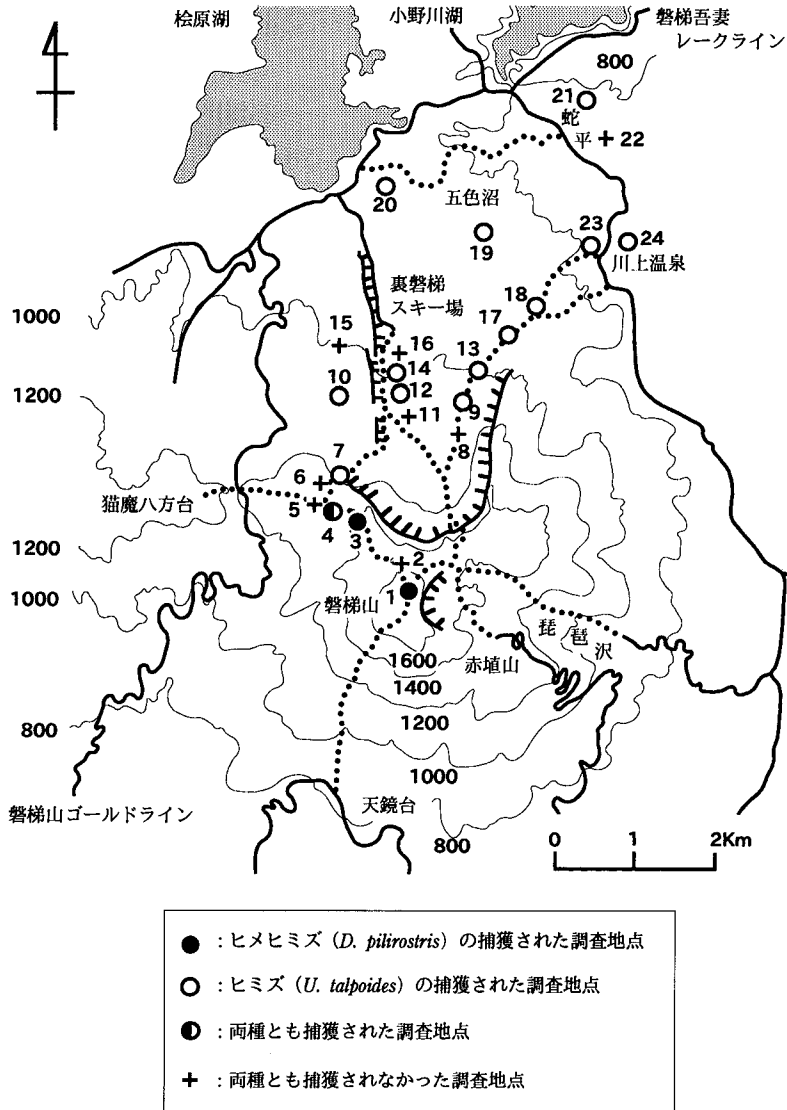 桧原湖
小野川湖
磐梯吾妻
レークライン
800
21
蛇
平
22
20
五色沼
19
23
24
川上温泉
裏磐梯
スキー場
18
17
1000
15
16
13
14
1200
10
12
11
9
8
7
6
猫魔八方台
5
4
3
2
1200
1000
1
磐梯山
琵琶沢
1600
赤埴山
1400
1200
800
1000
磐梯山ゴールドライン
天鏡台
800
0 1 2Km
● : ヒメヒミズ (D. pilirostris) の捕獲された調査地点
○ : ヒミズ (U. talpoides) の捕獲された調査地点
◐ : 両種とも捕獲された調査地点
+ : 両種とも捕獲されなかった調査地点